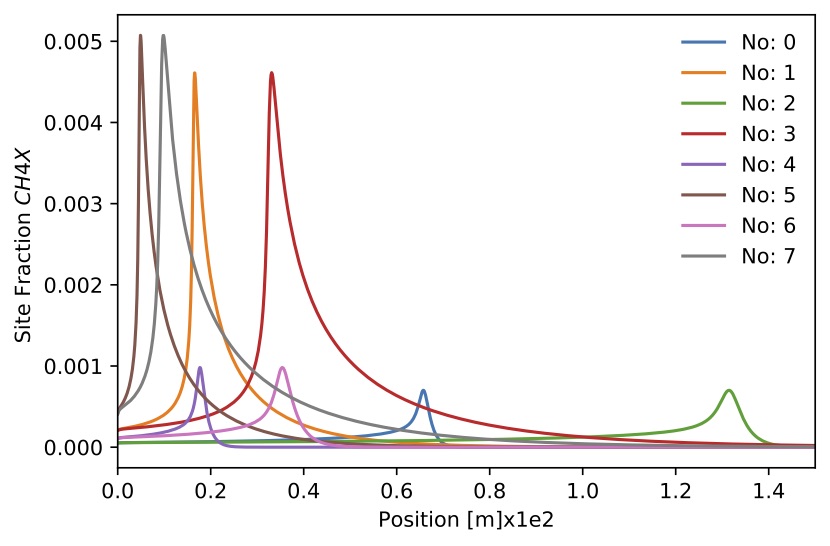 0.005
0.004
0.003
0.002
0.001
0.000
Site Fraction CH4X
0.0 0.2 0.4 0.6 0.8 1.0 1.2 1.4
Position [m]x1e2
No: 0
No: 1
No: 2
No: 3
No: 4
No: 5
No: 6
No: 7